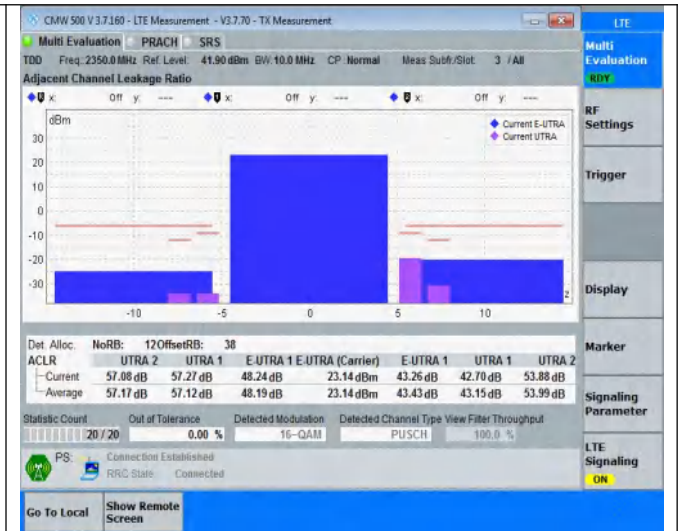 CMW 500 V 3.7.160 - LTE Measurement - V3.7.70 - TX Measurement
LTE
Multi Evaluation PRACH SRS
Multi Evaluation
RDY
TDD Freq.: 2350.0 MHz Ref. Level: 41.90 dBm BW: 10.0 MHz CP: Normal Meas Subfr./Slot: 3 / All
Adjacent Channel Leakage Ratio
x: Off y: --- x: Off y: --- x: Off y: ---
dBm
Current E-UTRA
Current UTRA
30
20
10
0
-10
-20
-30
-10 -5 0 5 10
z
RF Settings
Trigger
Display
Marker
Signaling Parameter
LTE Signaling
ON
Det. Alloc. NoRB: 12 OffsetRB: 38
ACLR UTRA 2 UTRA 1 E-UTRA 1 E-UTRA (Carrier) E-UTRA 1 UTRA 1 UTRA 2
Current 57.08 dB 57.27 dB 48.24 dB 23.14 dBm 43.26 dB 42.70 dB 53.88 dB
Average 57.17 dB 57.12 dB 48.19 dB 23.14 dBm 43.43 dB 43.15 dB 53.99 dB
Statistic Count Out of Tolerance Detected Modulation Detected Channel Type View Filter Throughput
20 / 20 0.00 % 16-QAM PUSCH 100.0 %
PS: Connection Established
RRC State Connected
Go To Local
Show Remote Screen